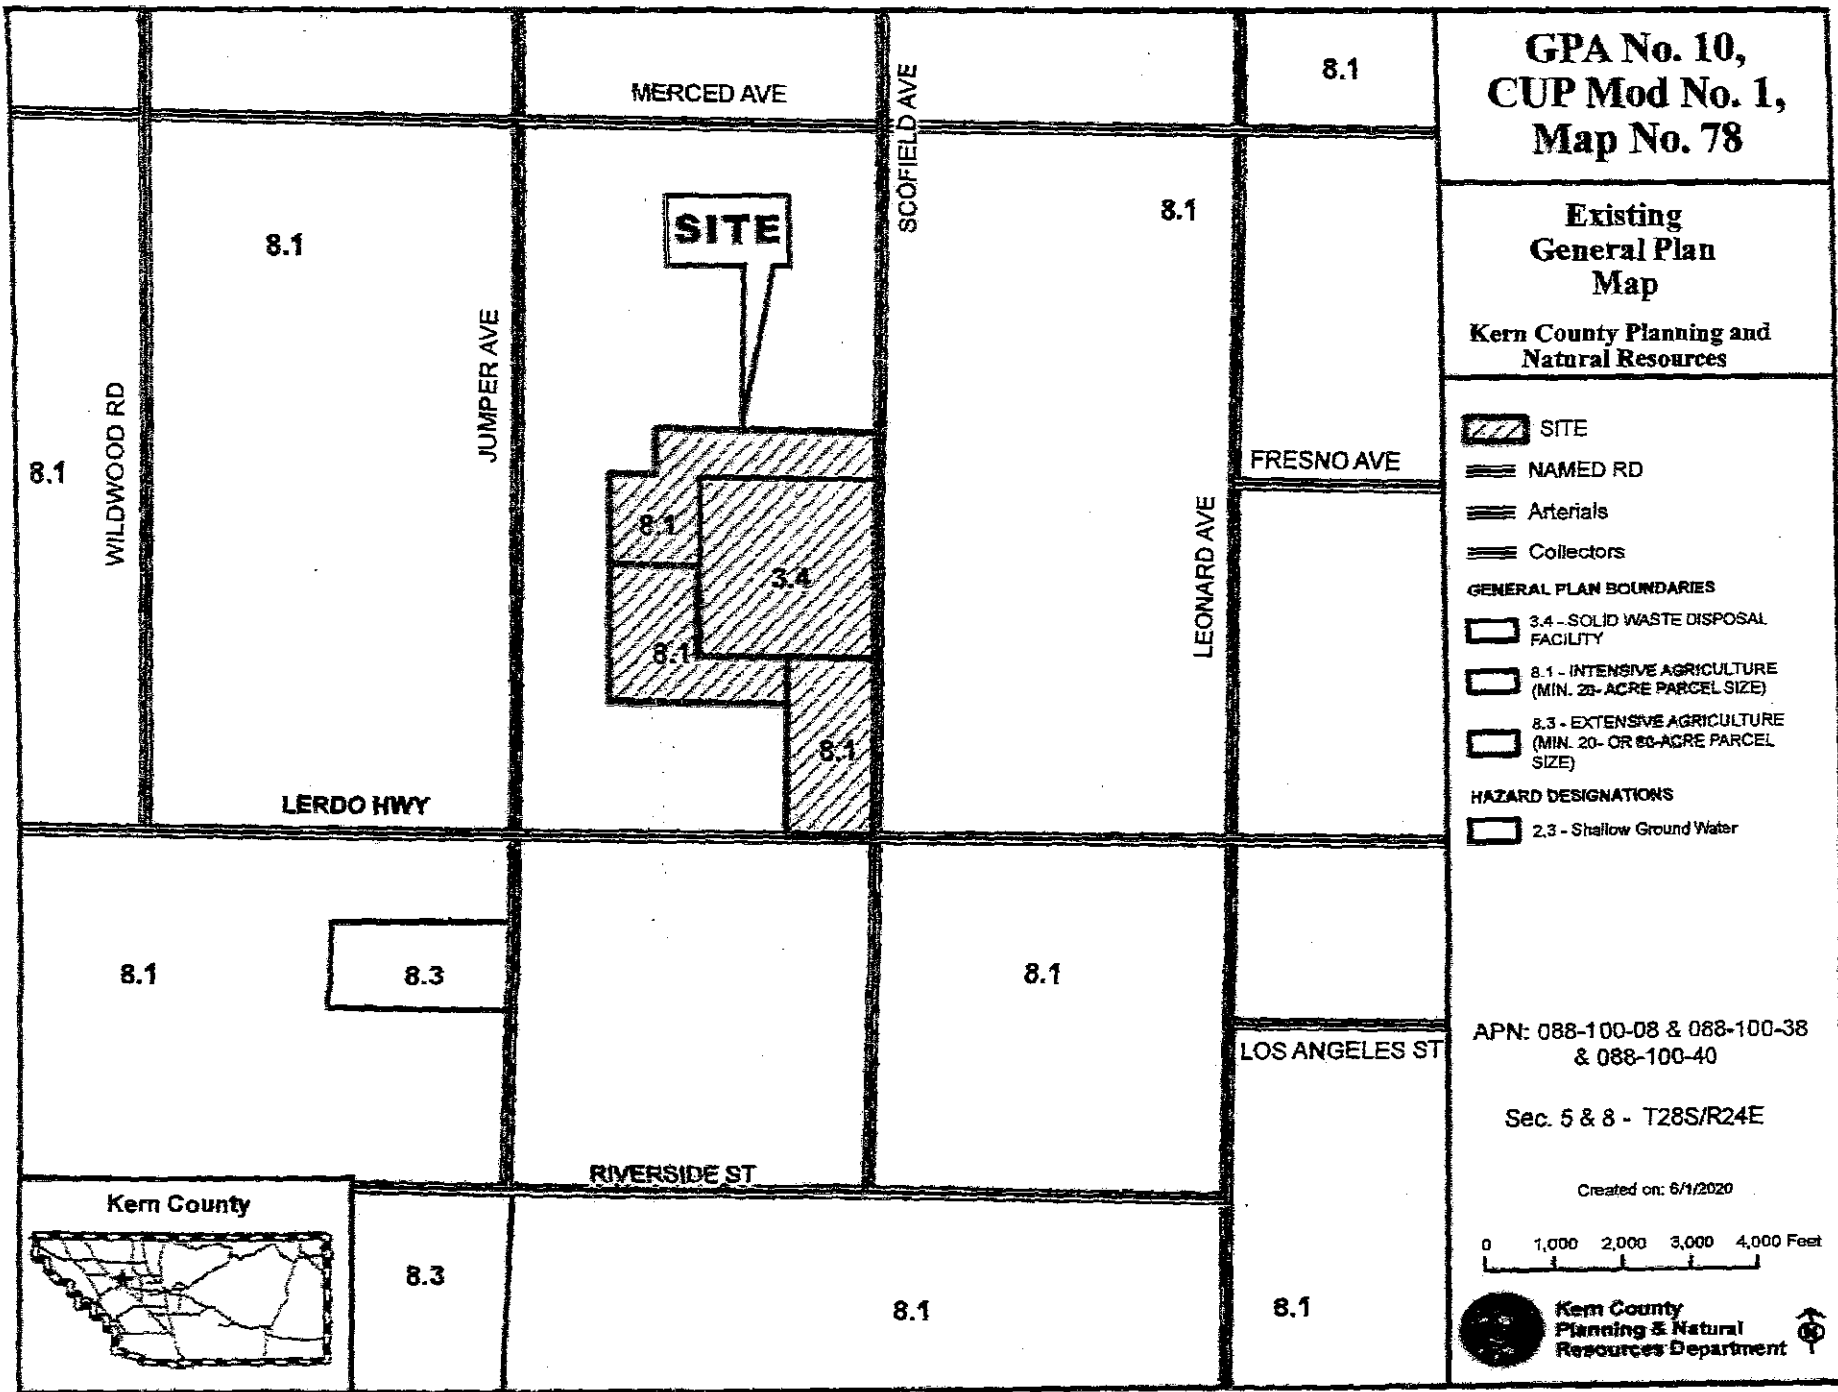 GPA No. 10,
CUP Mod No. 1,
Map No. 78
Existing
General Plan
Map
Kern County Planning and
Natural Resources
SITE
NAMED RD
Arterials
Collectors
GENERAL PLAN BOUNDARIES
3.4 - SOLID WASTE DISPOSAL
FACILITY
8.1 - INTENSIVE AGRICULTURE
(MIN. 20- ACRE PARCEL SIZE)
8.3 - EXTENSIVE AGRICULTURE
(MIN. 20- OR 80-ACRE PARCEL
SIZE)
HAZARD DESIGNATIONS
2.3 - Shallow Ground Water
APN: 088-100-08 & 088-100-38
& 088-100-40
Sec. 5 & 8 - T28S/R24E
Created on: 6/1/2020
0 1,000 2,000 3,000 4,000 Feet
Kern County
Planning & Natural
Resources Department
N
MERCED AVE
SCOFIELD AVE
8.1
8.1
SITE
8.1
JUMPER AVE
WILDWOOD RD
8.1
FRESNO AVE
LEONARD AVE
8.1
3.4
8.1
8.1
LERDO HWY
8.1
8.3
8.1
LOS ANGELES ST
RIVERSIDE ST
Kern County
8.3
8.1
8.1